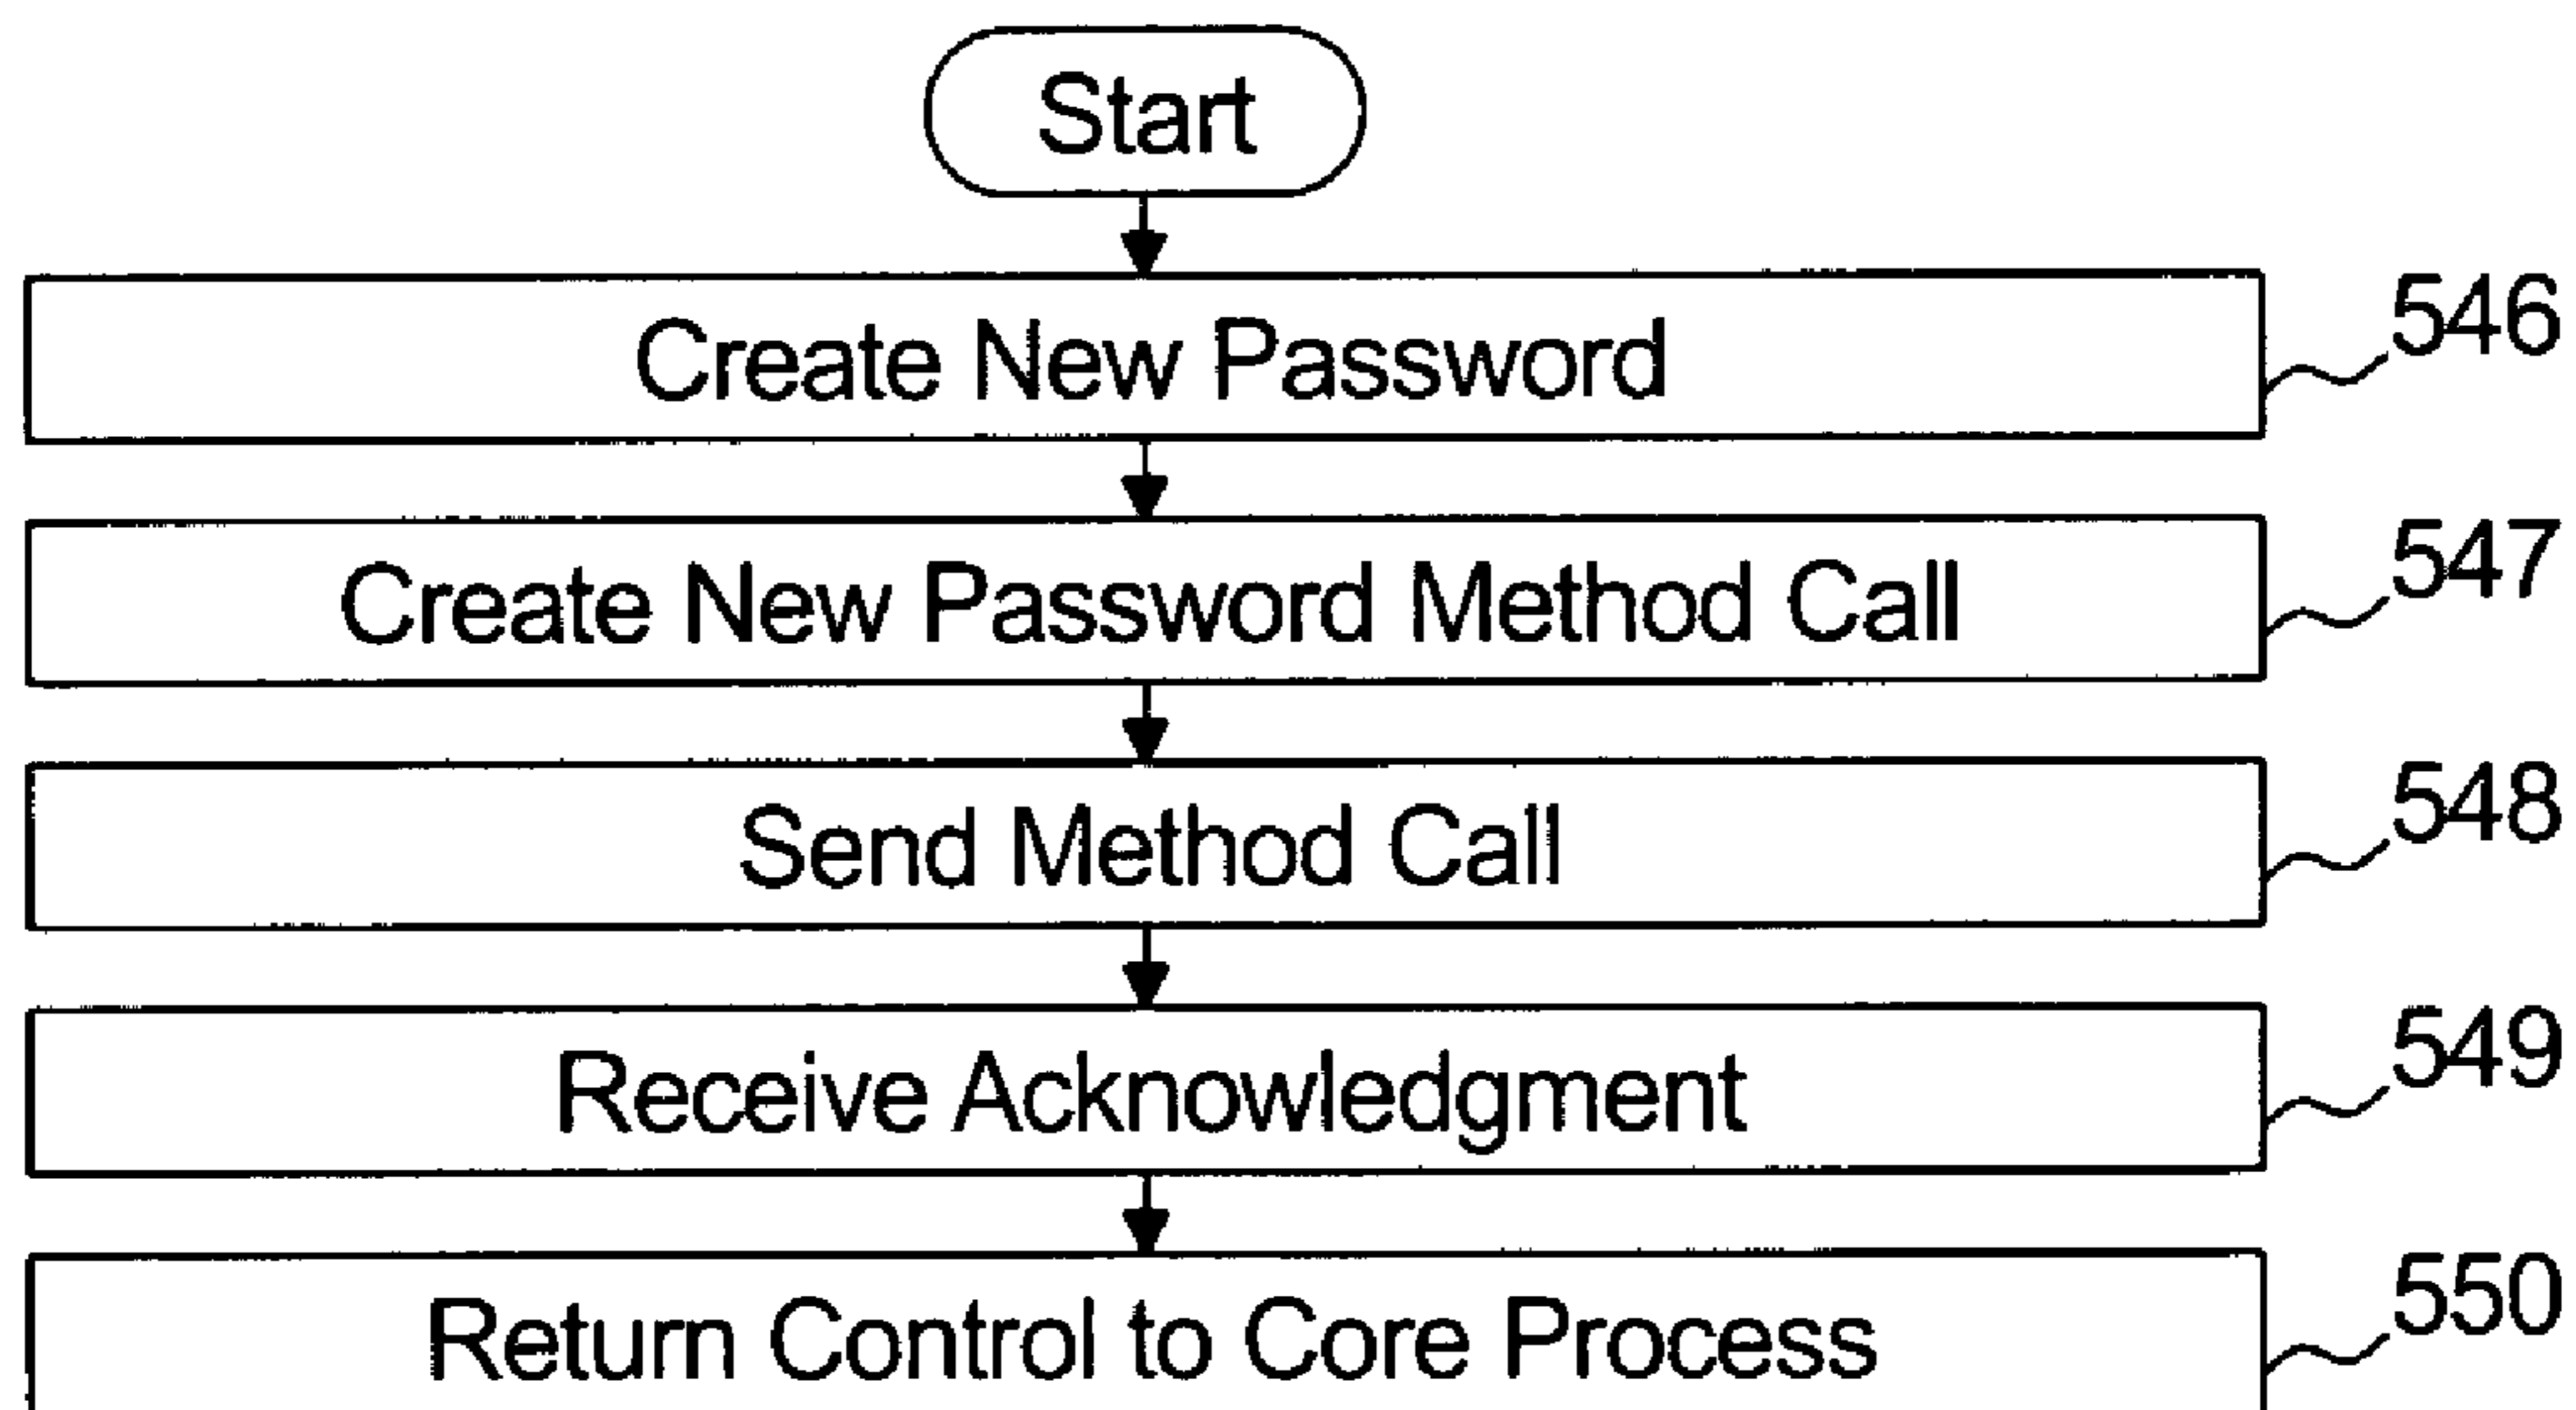 Start
Create New Password
546
Create New Password Method Call
547
Send Method Call
548
Receive Acknowledgment
549
Return Control to Core Process
550